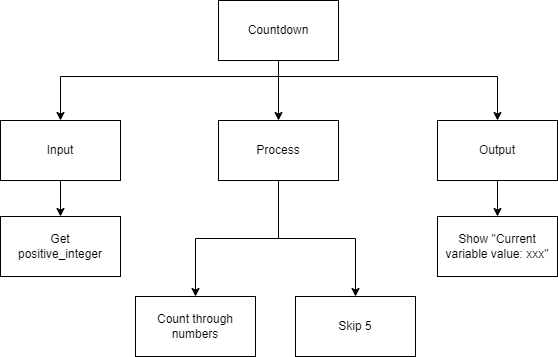 Countdown
Input
Process
Output
Get
positive_integer
Show "Current
variable value: xxx"
Count through
numbers
Skip 5